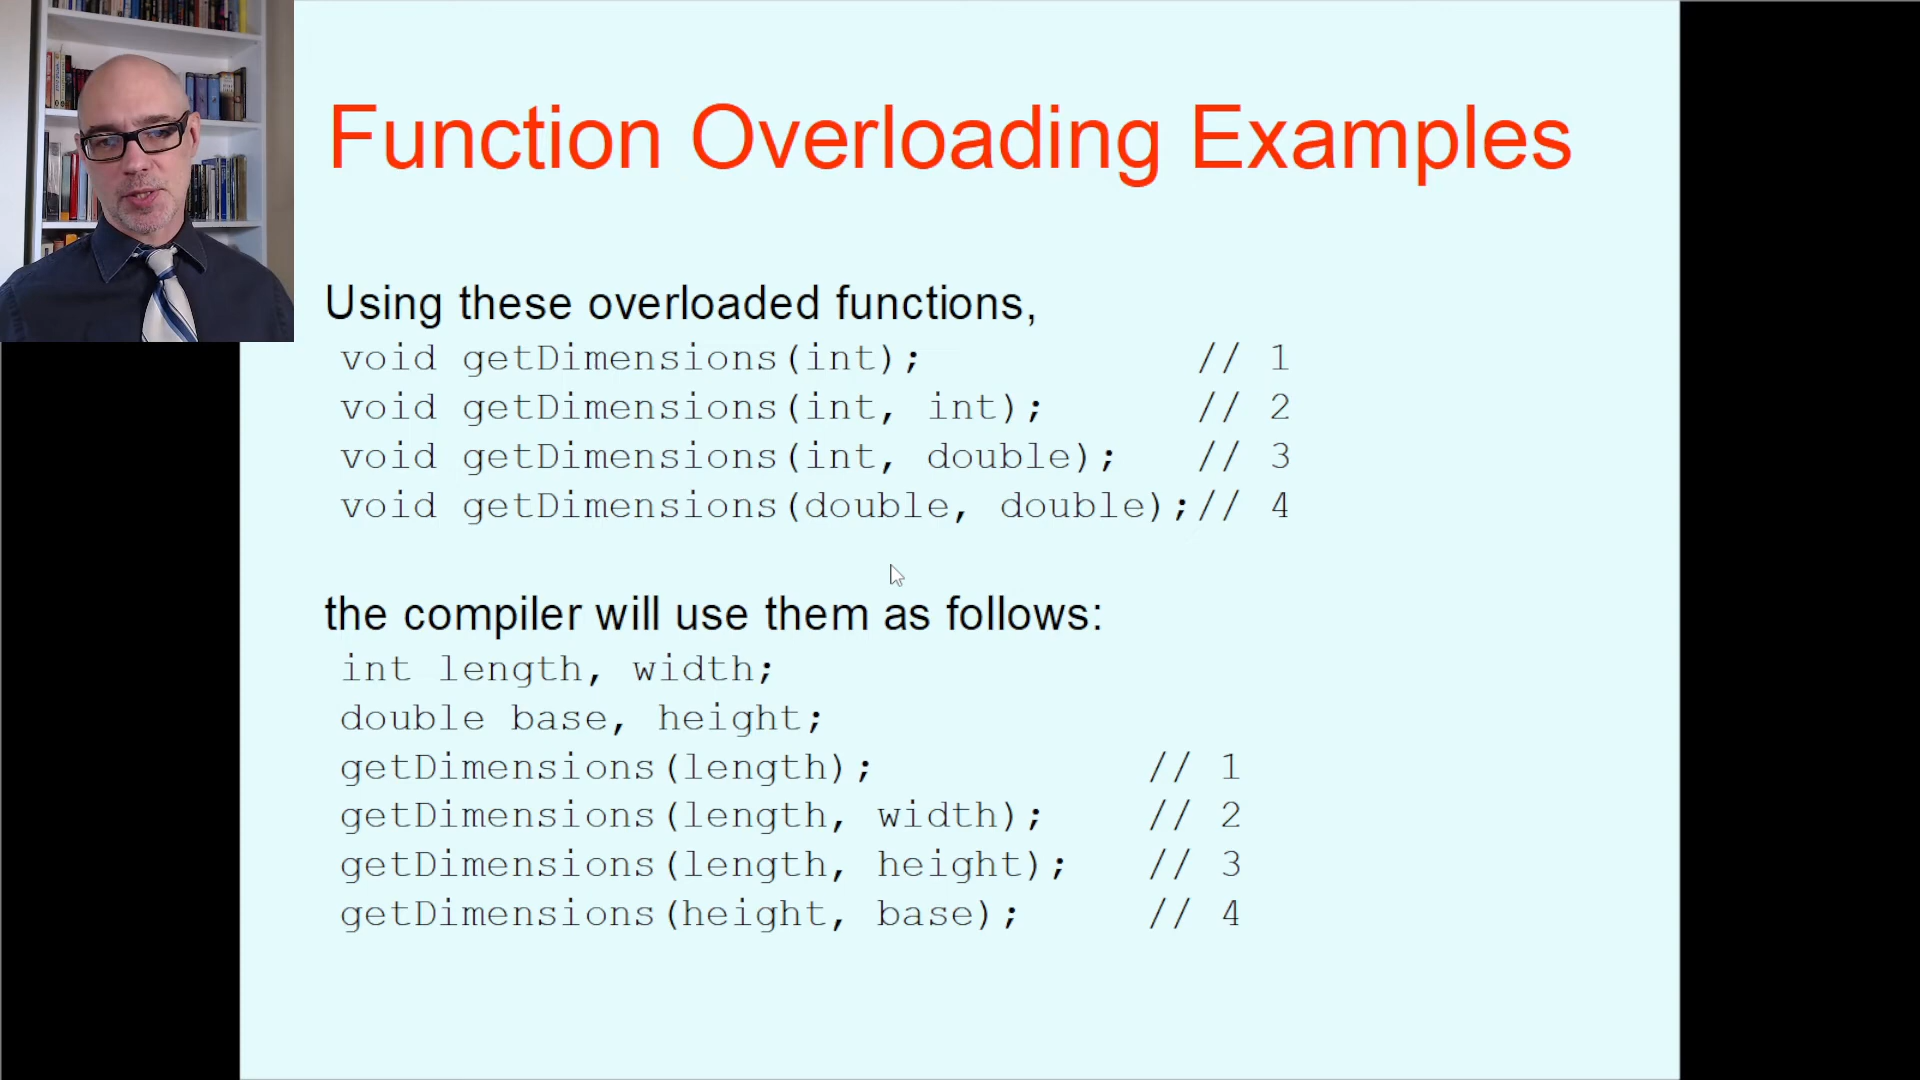 Function Overloading Examples
Using these overloaded functions,
void getDimensions(int); // 1
void getDimensions(int, int); // 2
void getDimensions(int, double); // 3
void getDimensions(double, double);// 4
the compiler will use them as follows:
int length, width;
double base, height;
getDimensions(length); // 1
getDimensions(length, width); // 2
getDimensions(length, height); // 3
getDimensions(height, base); // 4